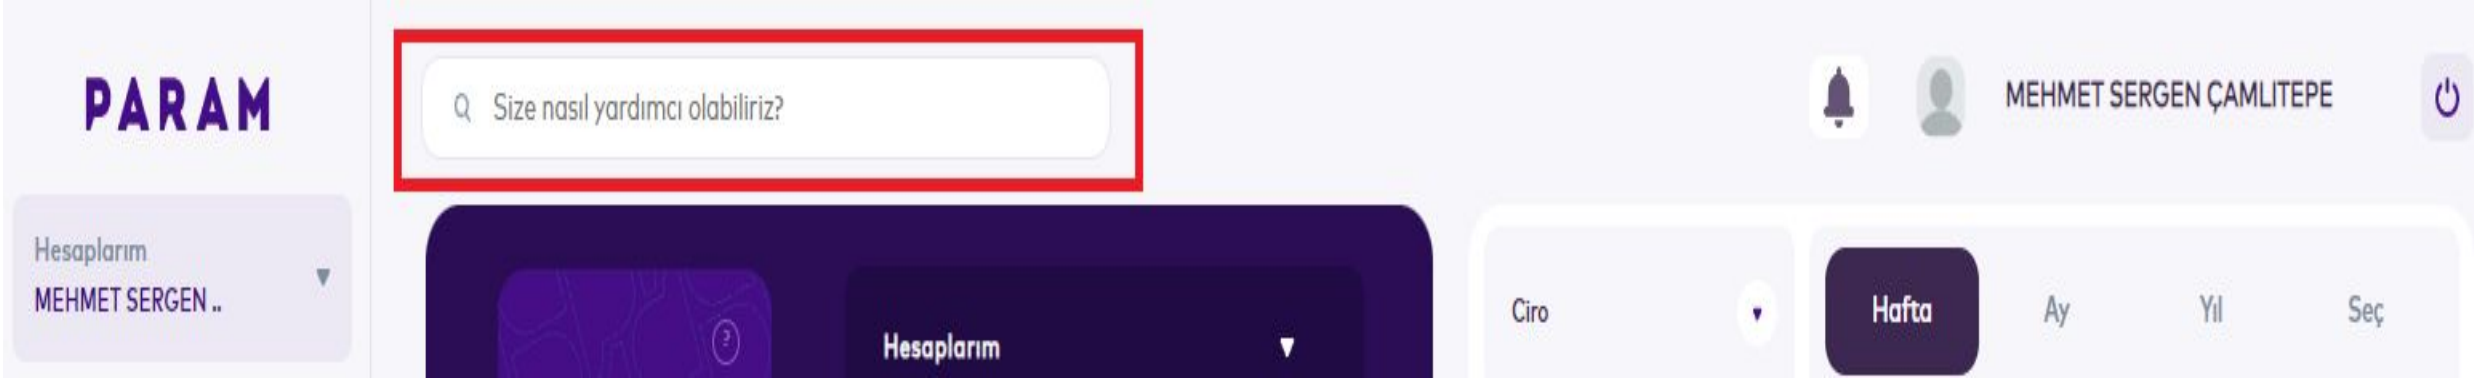 PARAM
Size nasıl yardımcı olabiliriz?
MEHMET SERGEN ÇAMLITEPE
Hesaplarım
MEHMET SERGEN ..
?
Hesaplarım
Ciro
Hafta
Ay
Yıl
Seç